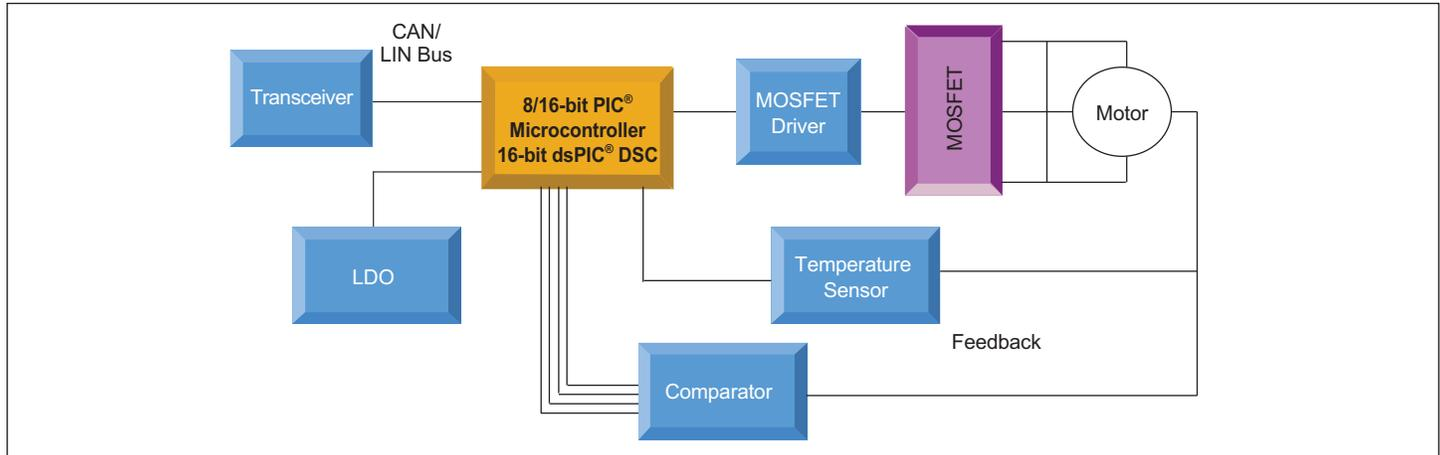 CAN/
LIN Bus
Transceiver
8/16-bit PIC®
Microcontroller
16-bit dsPIC® DSC
MOSFET
Driver
MOSFET
Motor
LDO
Temperature
Sensor
Feedback
Comparator